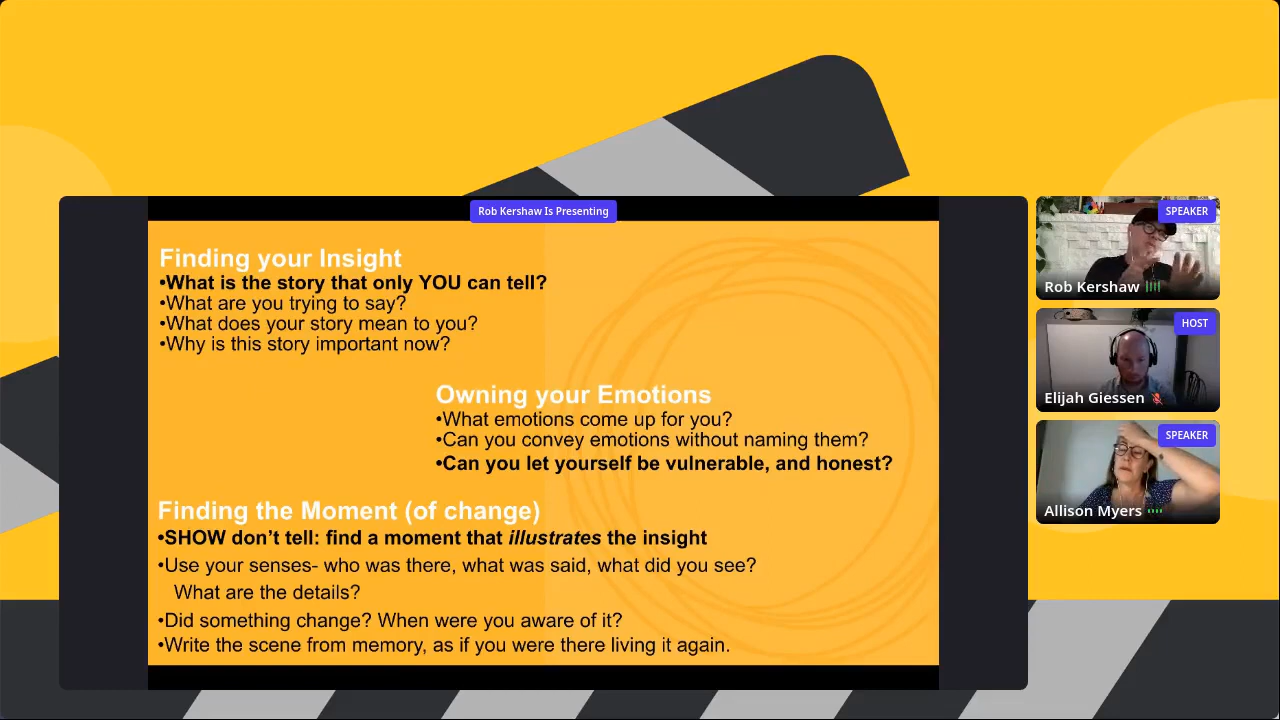 Rob Kershaw Is Presenting
Finding your Insight
•What is the story that only YOU can tell?
•What are you trying to say?
•What does your story mean to you?
•Why is this story important now?
Owning your Emotions
•What emotions come up for you?
•Can you convey emotions without naming them?
•Can you let yourself be vulnerable, and honest?
Finding the Moment (of change)
•SHOW don’t tell: find a moment that illustrates the insight
•Use your senses- who was there, what was said, what did you see?
What are the details?
•Did something change? When were you aware of it?
•Write the scene from memory, as if you were there living it again.
SPEAKER
Rob Kershaw
HOST
Elijah Giessen
SPEAKER
Allison Myers